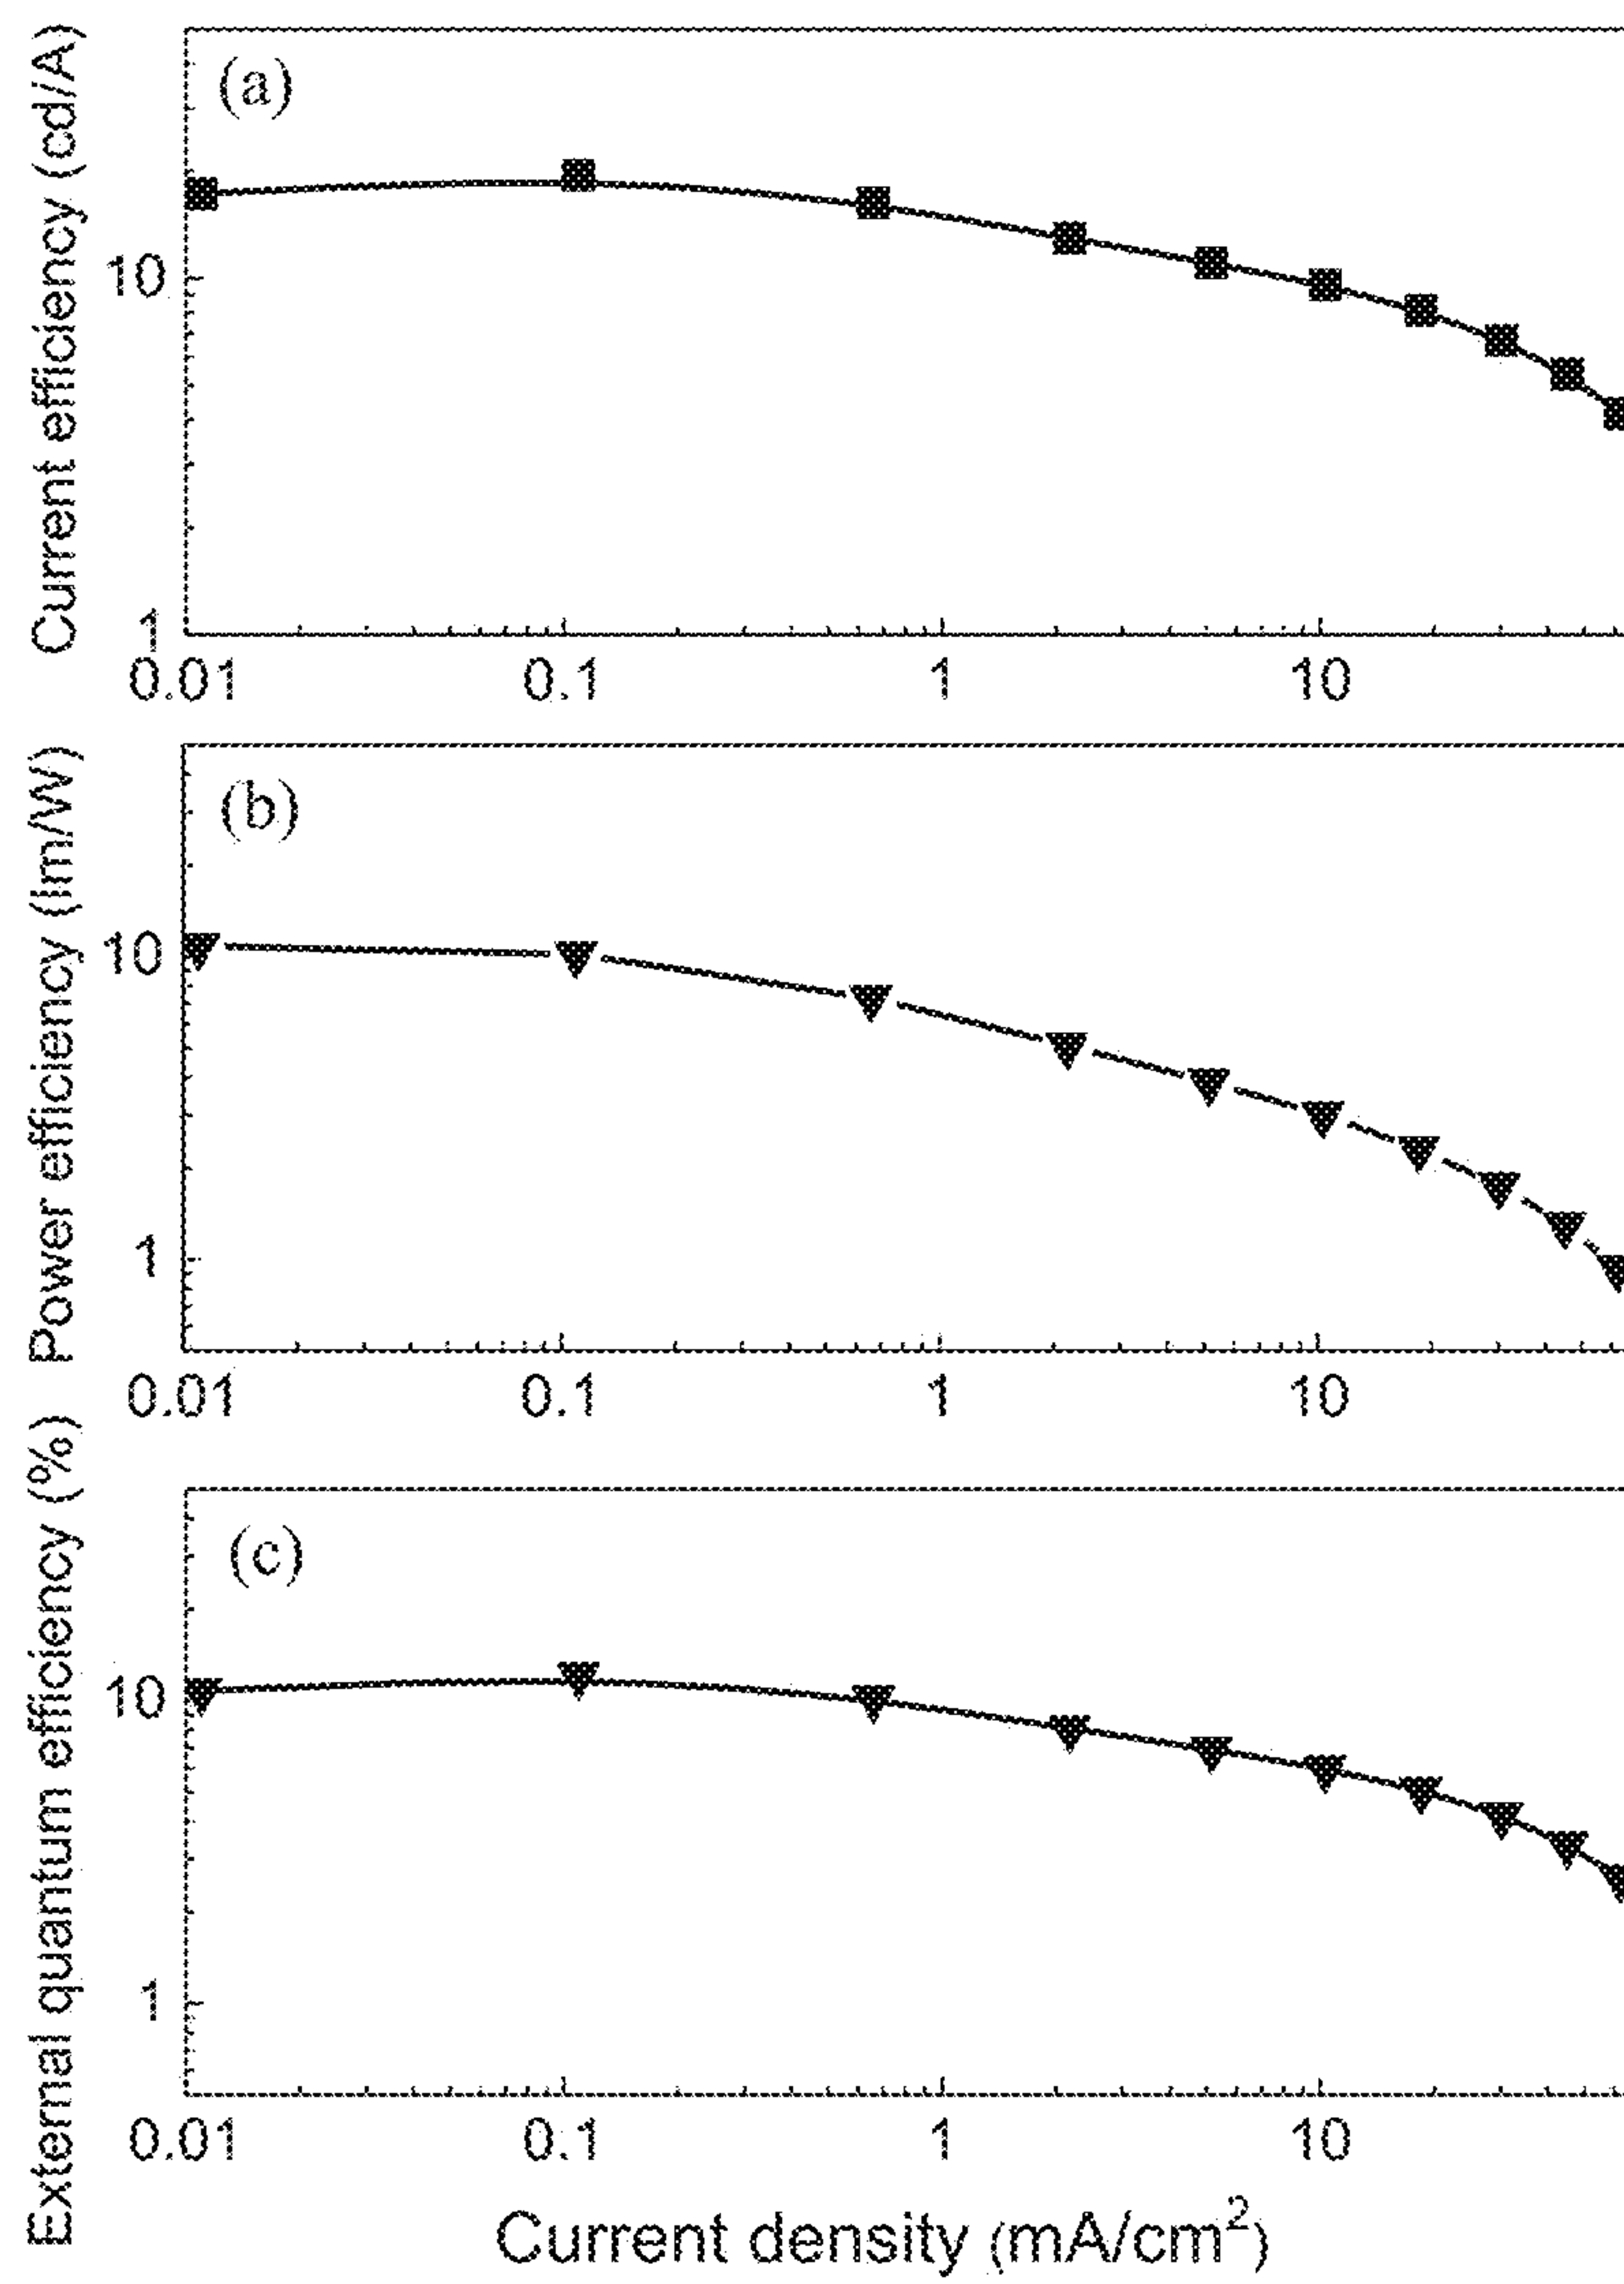 Current efficiency (cd/A)
(a)
10
1
0.01 0.1 1 10
Power efficiency (lm/W)
(b)
10
1
0.01 0.1 1 10
External quantum efficiency (%)
(c)
10
1
0.01 0.1 1 10
Current density (mA/cm²)